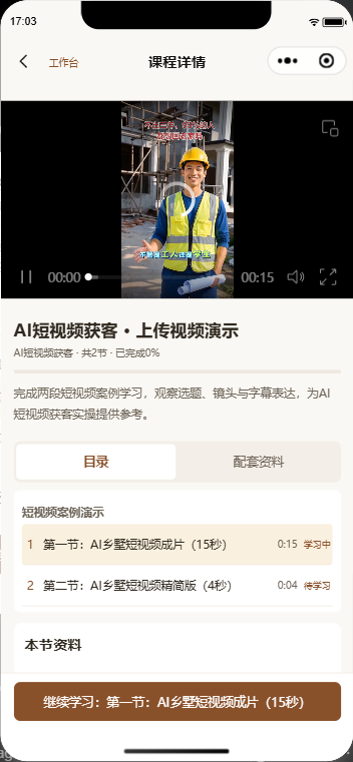 17:03
工作台
课程详情
00:00
00:15
AI短视频获客·上传视频演示
AI短视频获客·共2节·已完成0%
完成两段短视频案例学习，观察选题、镜头与字幕表达，为AI
短视频获客实操提供参考。
目录
配套资料
短视频案例演示
1 第一节：AI乡墅短视频成片（15秒） 0:15 学习中
2 第二节：AI乡墅短视频精简版（4秒） 0:04 待学习
本节资料
继续学习：第一节：AI乡墅短视频成片（15秒）